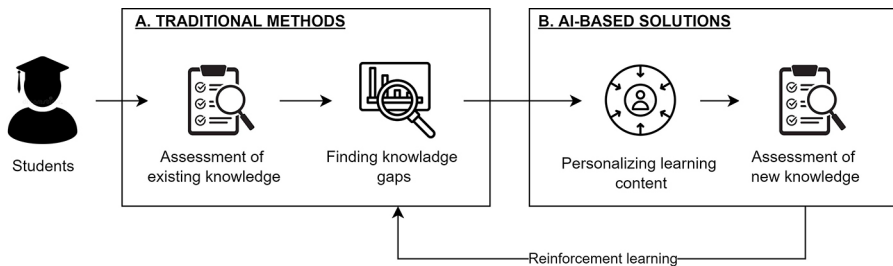 A. TRADITIONAL METHODS
B. AI-BASED SOLUTIONS
Students
Assessment of
existing knowledge
Finding knowladge
gaps
Personalizing learning
content
Assessment of
new knowledge
Reinforcement learning